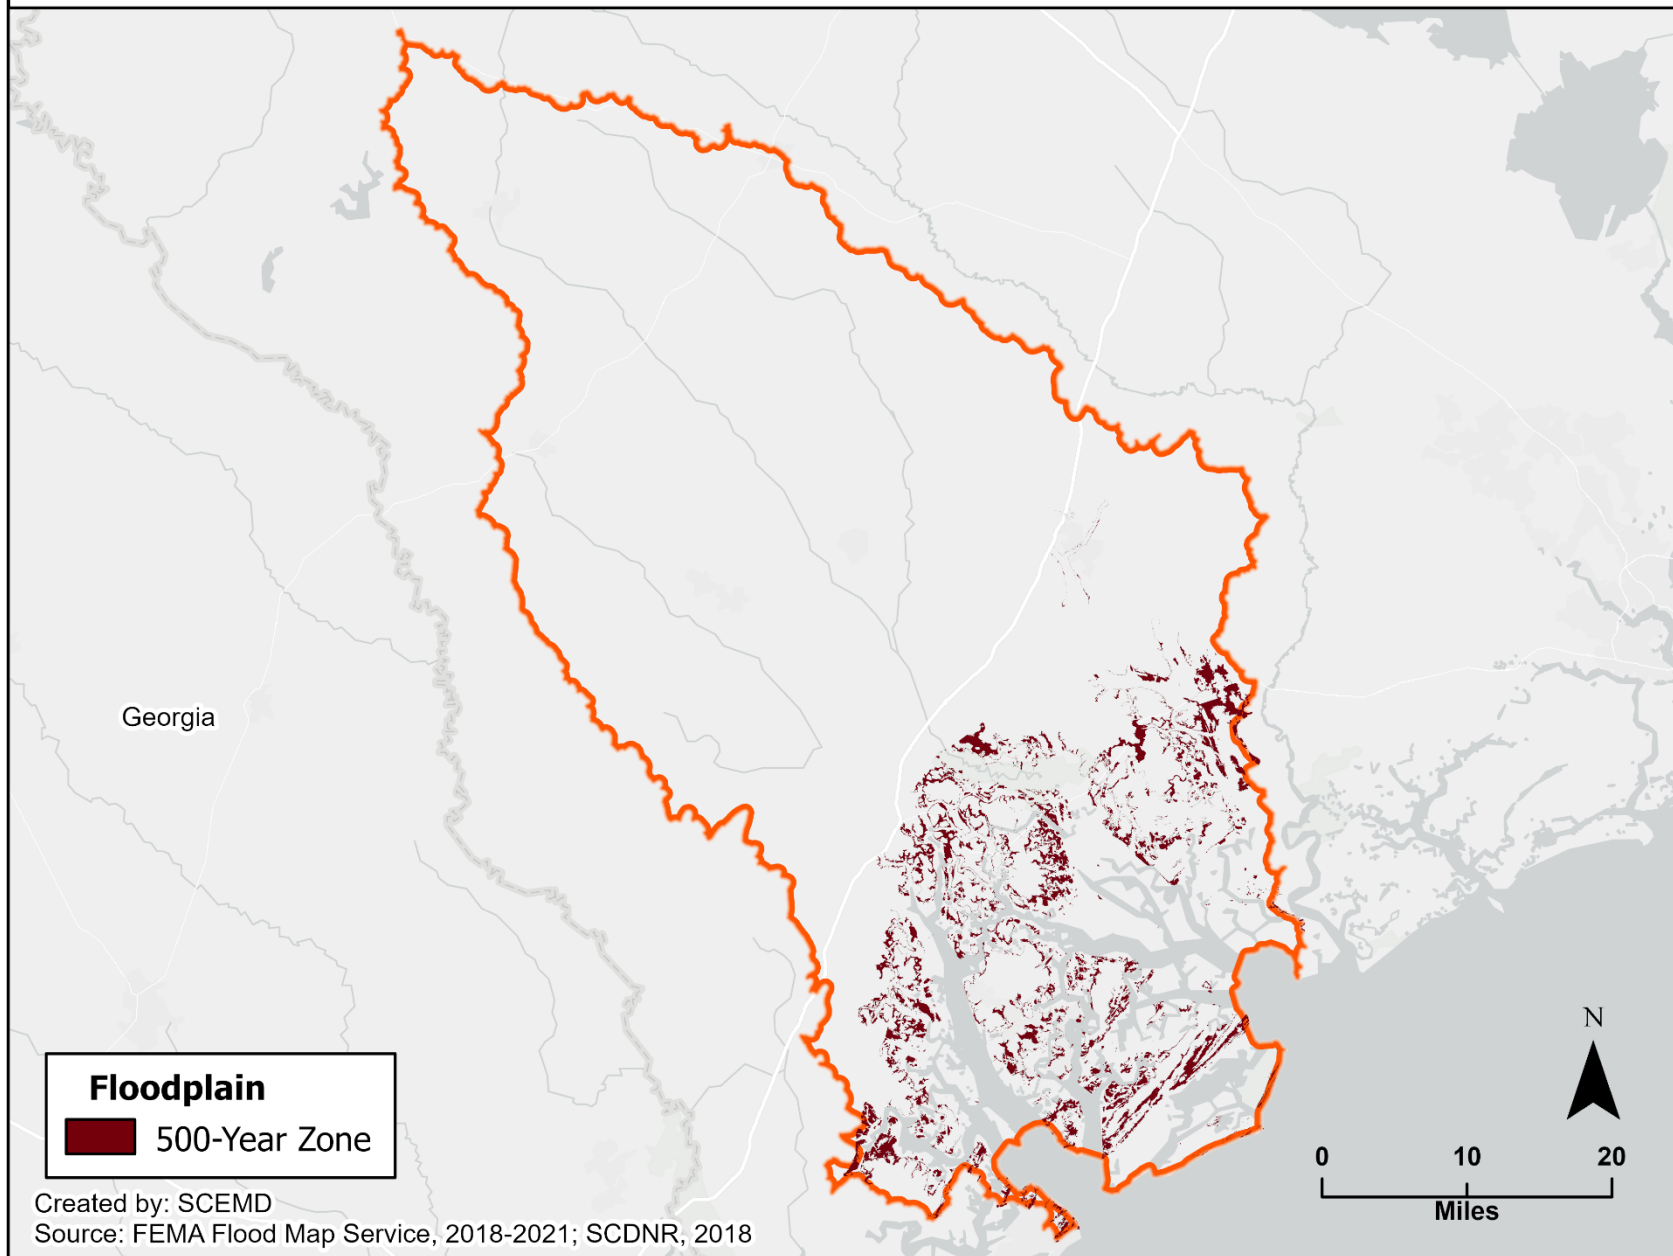 Georgia
N
Floodplain
500-Year Zone
0 10 20
Miles
Created by: SCEMD
Source: FEMA Flood Map Service, 2018-2021; SCDNR, 2018